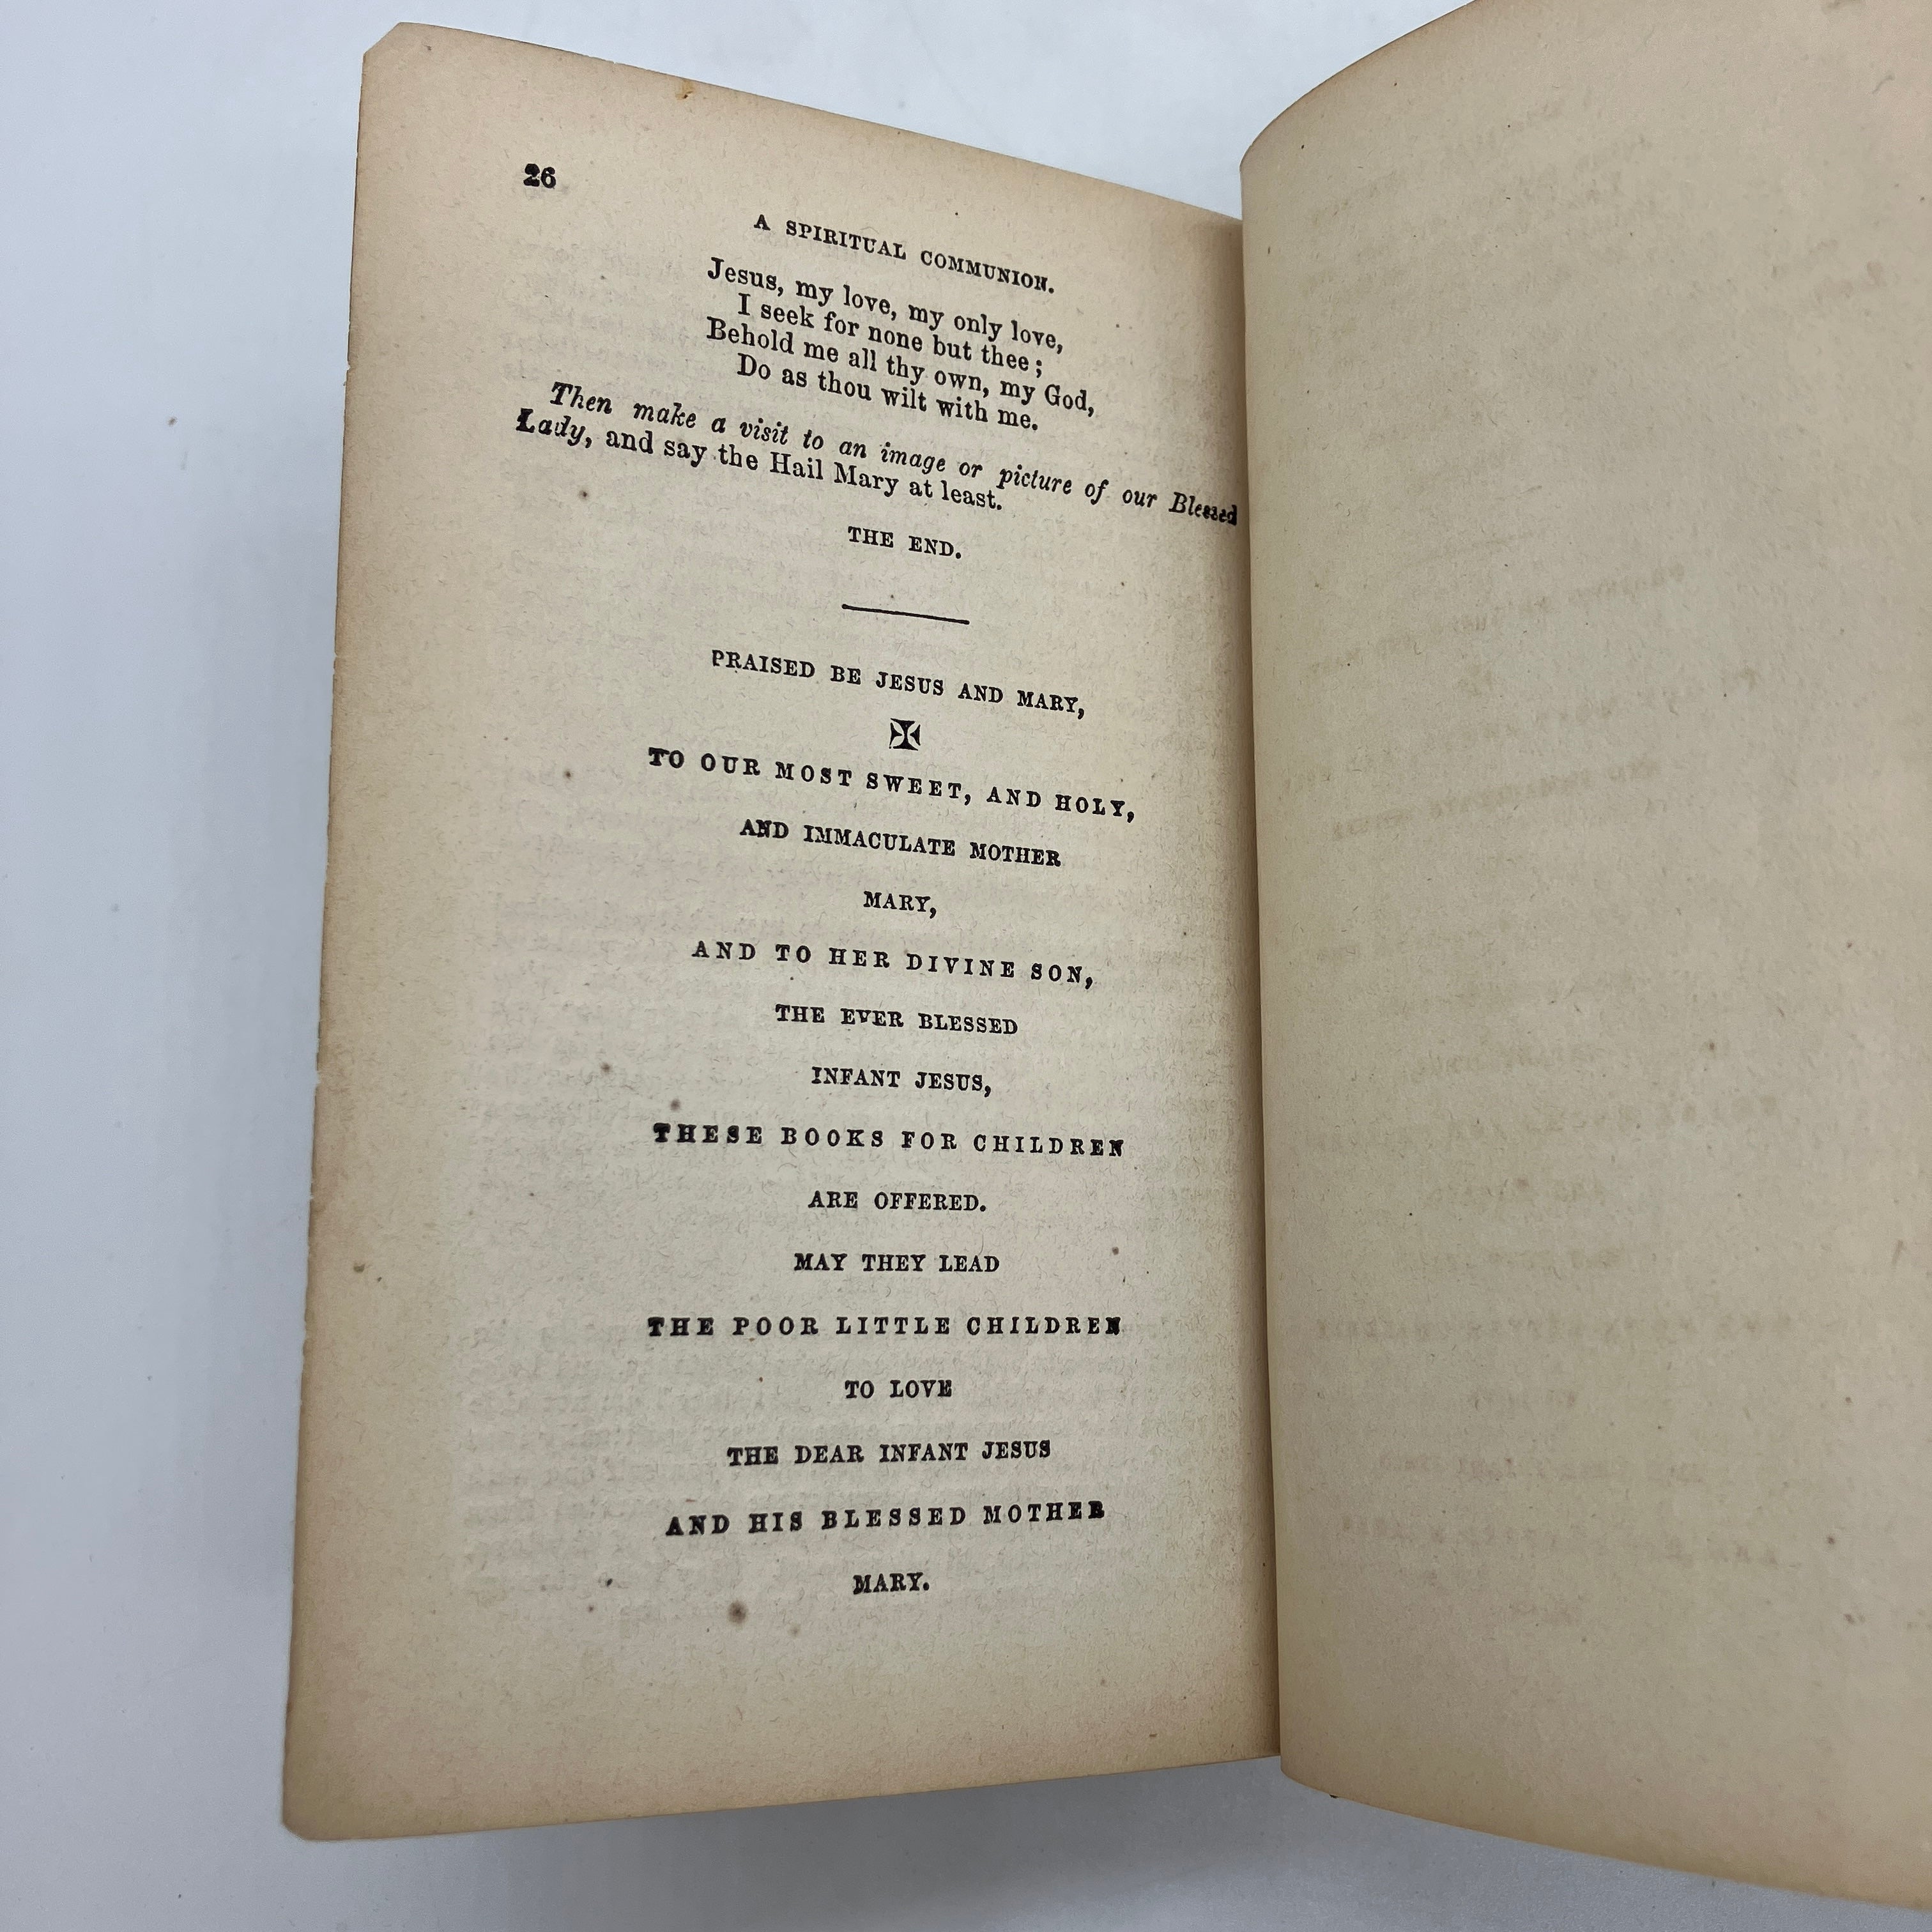 26
A SPIRITUAL COMMUNION.
Jesus, my love, my only love,
I seek for none but thee;
Behold me all thy own, my God,
Do as thou wilt with me.
Then make a visit to an image or picture of our Blessed
Lady, and say the Hail Mary at least.
THE END.
PRAISED BE JESUS AND MARY,
✠
TO OUR MOST SWEET, AND HOLY,
AND IMMACULATE MOTHER
MARY,
AND TO HER DIVINE SON,
THE EVER BLESSED
INFANT JESUS,
THESE BOOKS FOR CHILDREN
ARE OFFERED.
MAY THEY LEAD
THE POOR LITTLE CHILDREN
TO LOVE
THE DEAR INFANT JESUS
AND HIS BLESSED MOTHER
MARY.